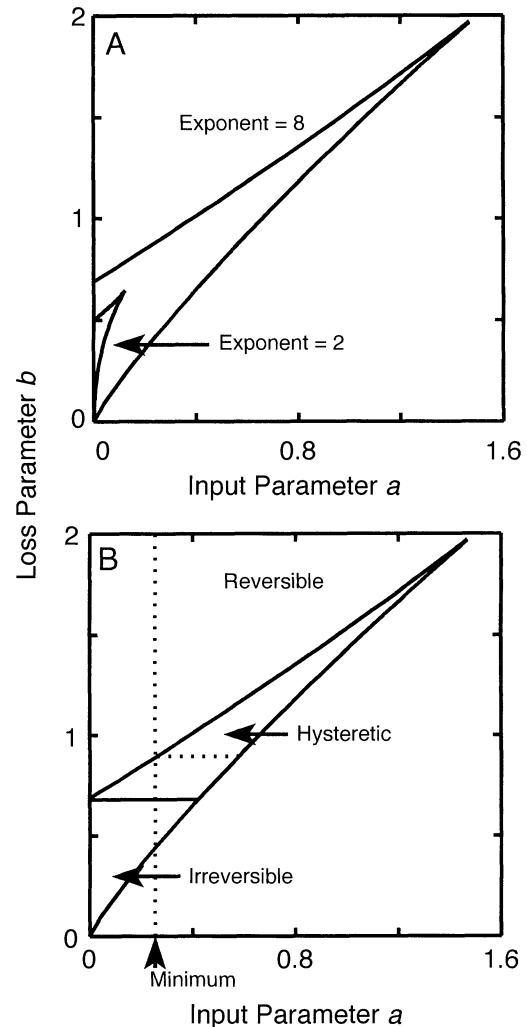 2
A
Exponent = 8
1
Exponent = 2
0
0
0.8
1.6
Input Parameter a
Loss Parameter b
2
B
Reversible
Hysteretic
1
Irreversible
0
0
0.8
1.6
Minimum
Input Parameter a